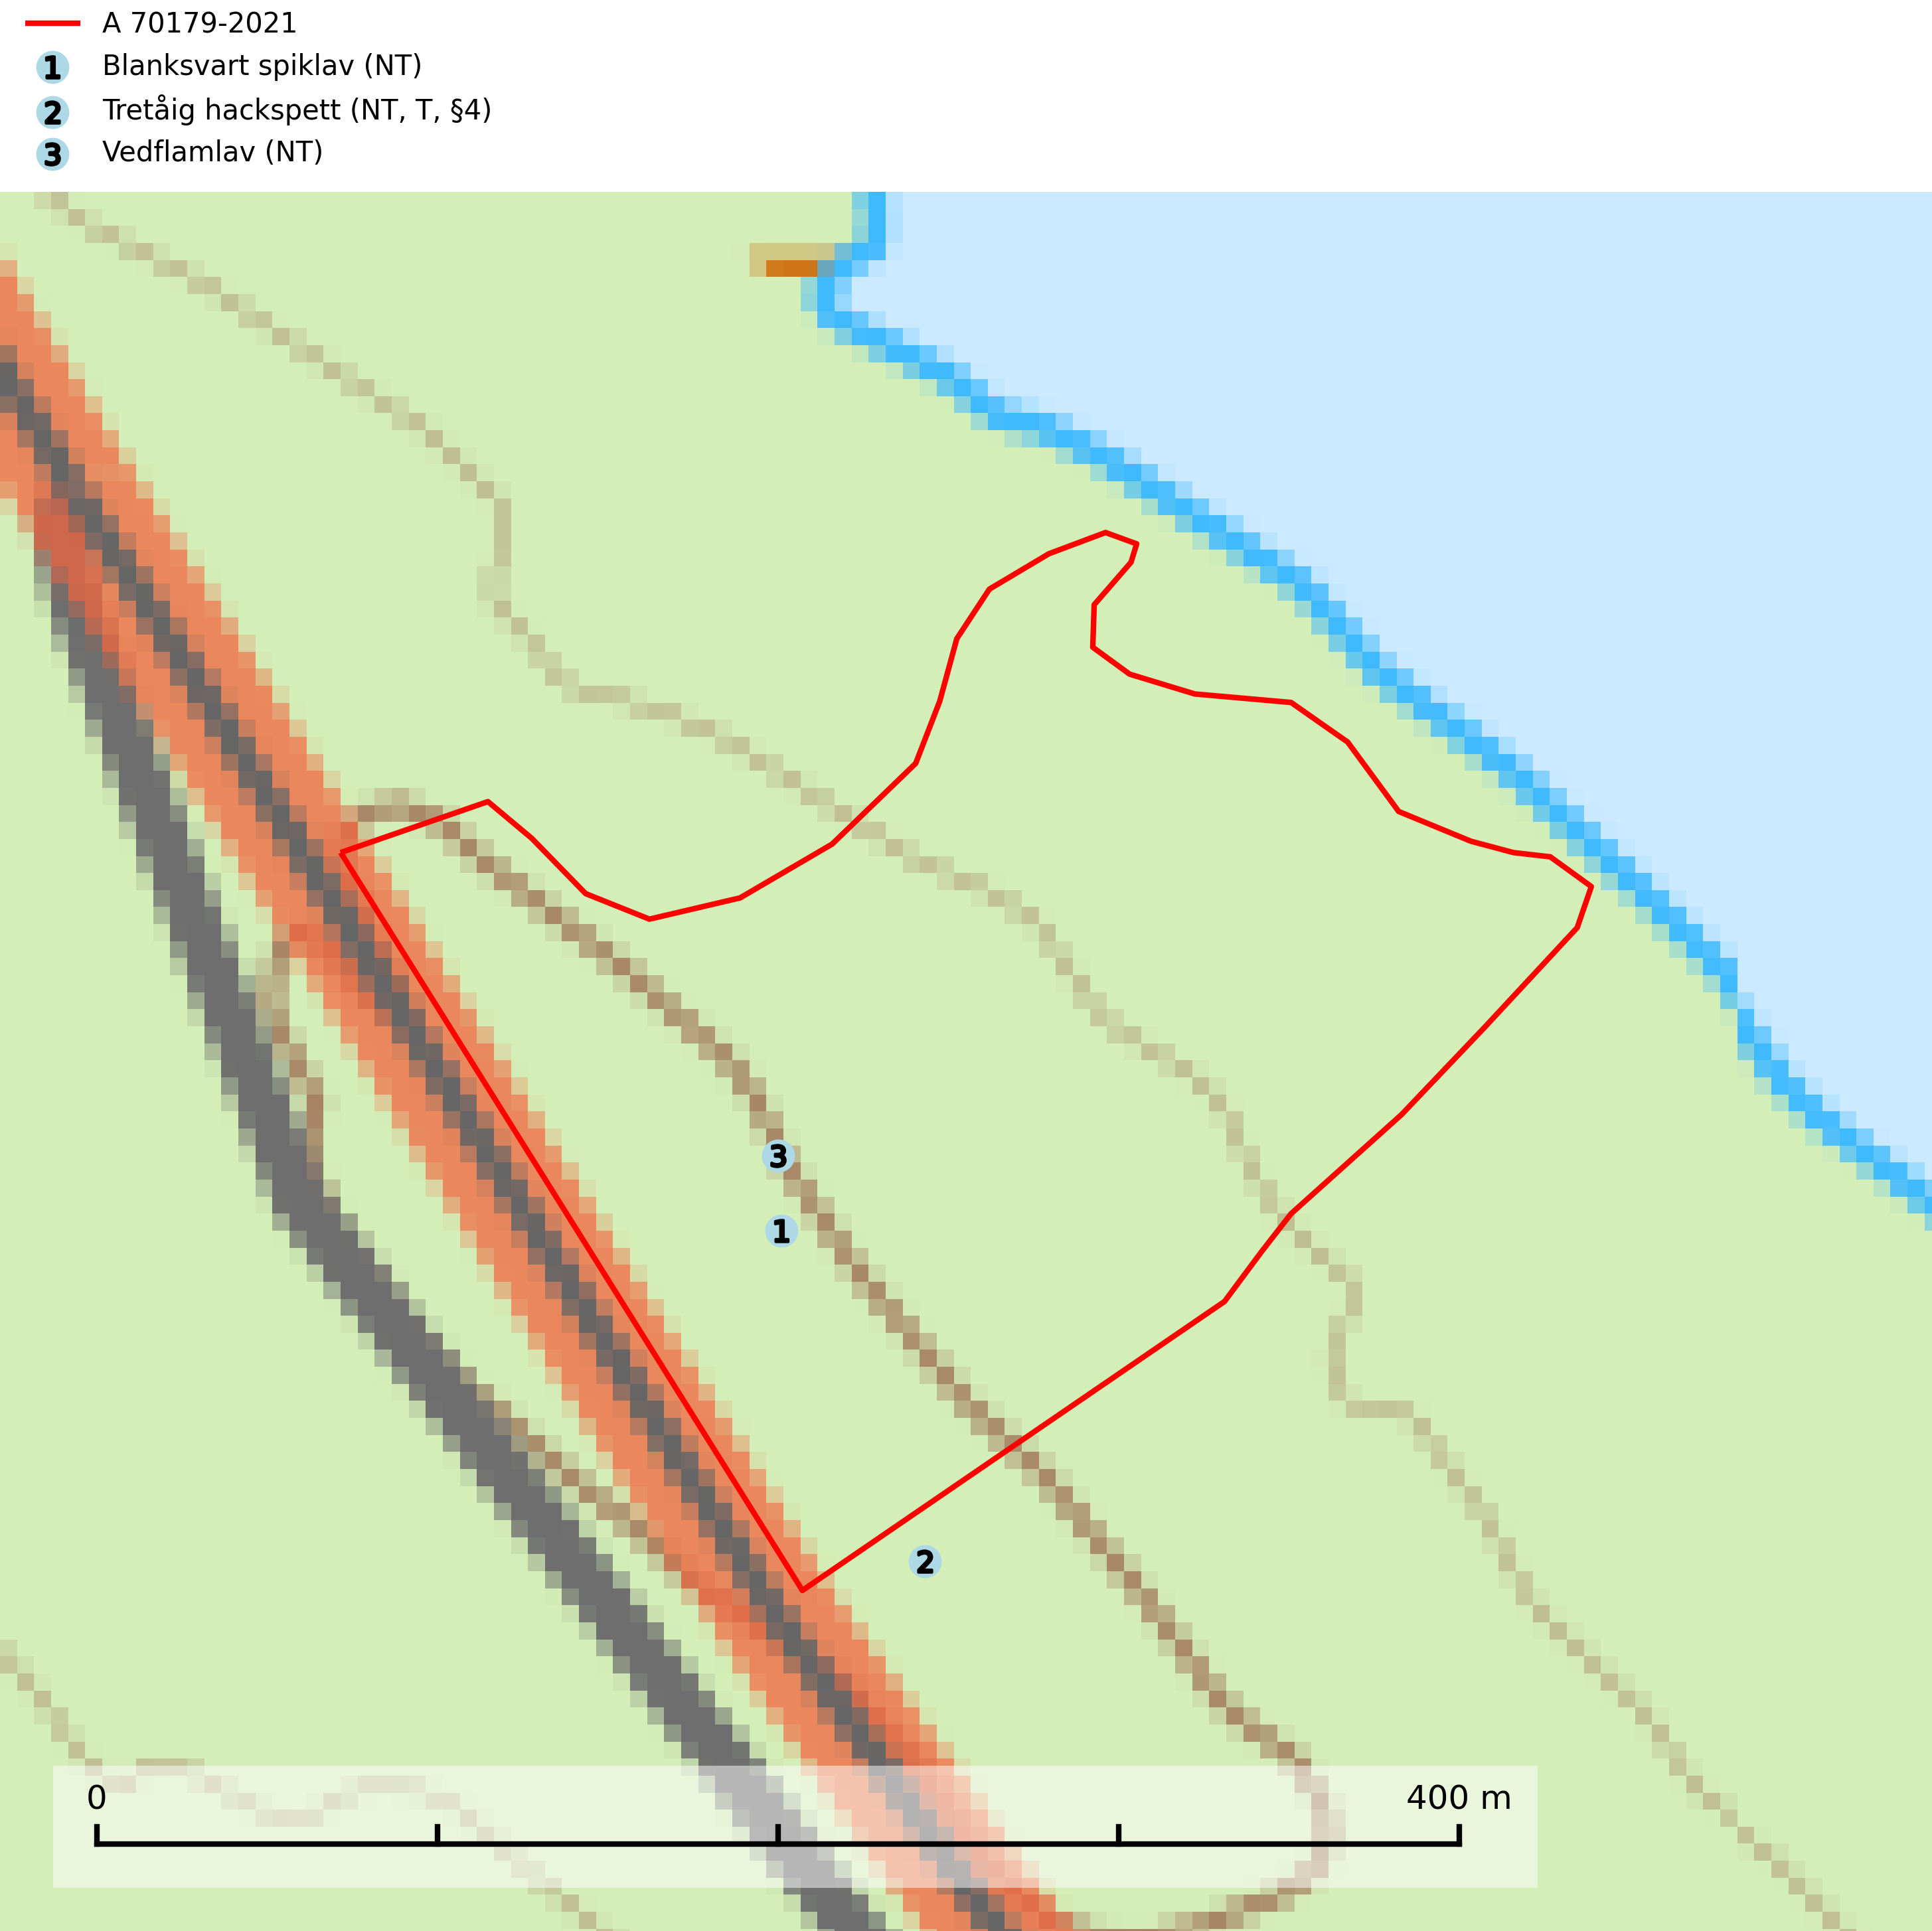 A 70179-2021
1 Blanksvart spiklav (NT)
2 Tretåig hackspett (NT, T, §4)
3 Vedflamlav (NT)
3
1
2
0 400 m